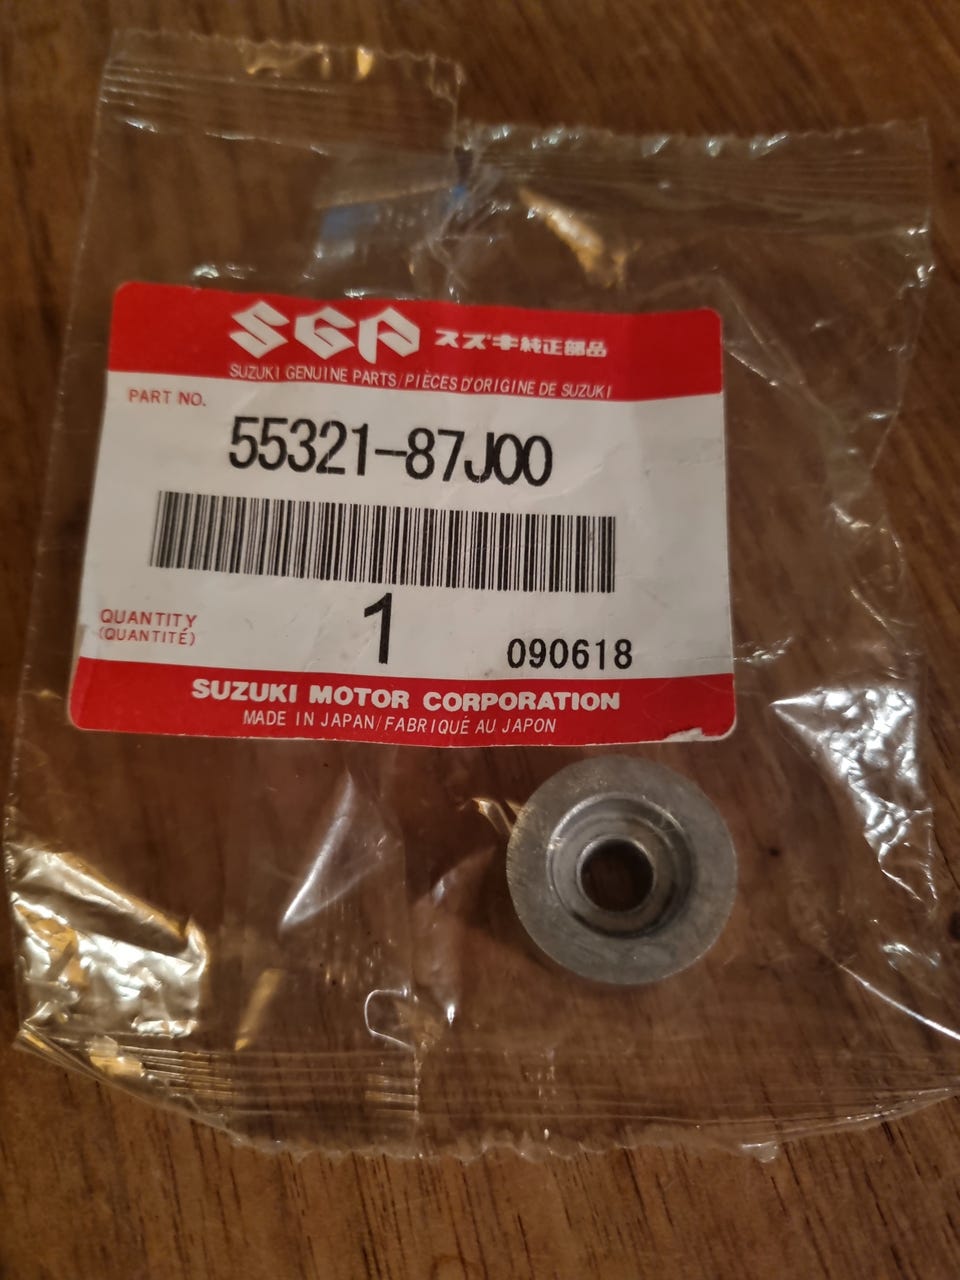 SGP スズキ純正部品
SUZUKI GENUINE PARTS/PIÈCES D'ORIGINE DE SUZUKI
PART NO.
55321-87J00
QUANTITY
(QUANTITÉ)
1
090618
SUZUKI MOTOR CORPORATION
MADE IN JAPAN/FABRIQUÉ AU JAPON